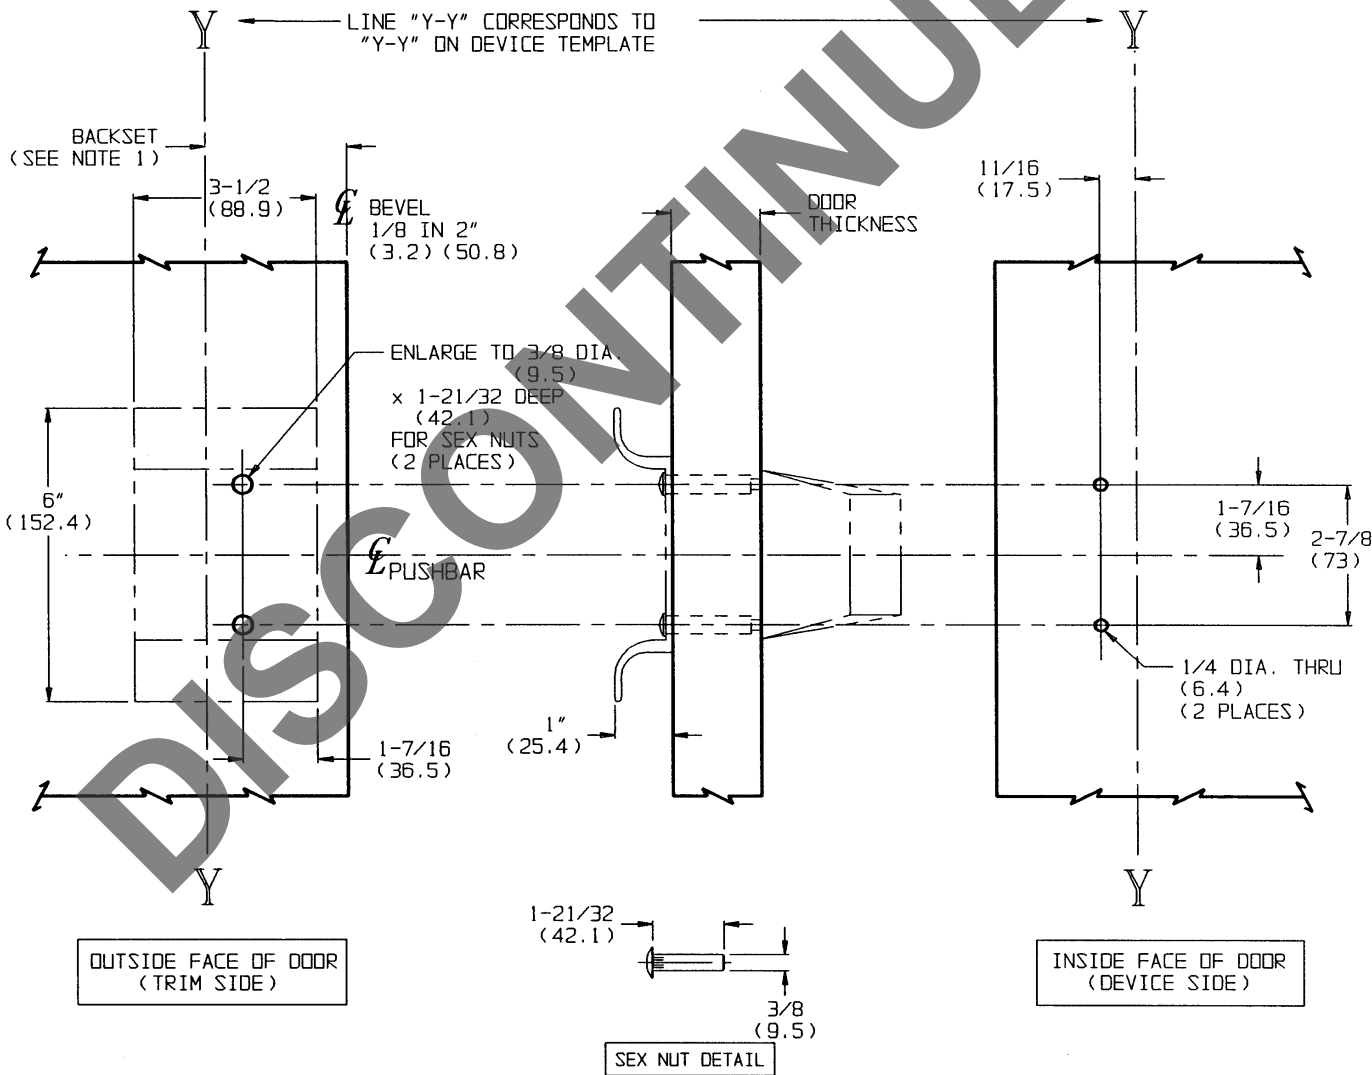 Y
LINE "Y-Y" CORRESPONDS TO
"Y-Y" ON DEVICE TEMPLATE
Y
BACKSET
(SEE NOTE 1)
3-1/2
(88.9)
℄ BEVEL
1/8 IN 2"
(3.2) (50.8)
DOOR
THICKNESS
11/16
(17.5)
ENLARGE TO 3/8 DIA.
(9.5)
x 1-21/32 DEEP
(42.1)
FOR SEX NUTS
(2 PLACES)
6"
(152.4)
1-7/16
(36.5)
2-7/8
(73)
℄ PUSHBAR
1/4 DIA. THRU
(6.4)
(2 PLACES)
1"
(25.4)
1-7/16
(36.5)
Y
Y
1-21/32
(42.1)
3/8
(9.5)
OUTSIDE FACE OF DOOR
(TRIM SIDE)
INSIDE FACE OF DOOR
(DEVICE SIDE)
SEX NUT DETAIL
DISCONTINUE